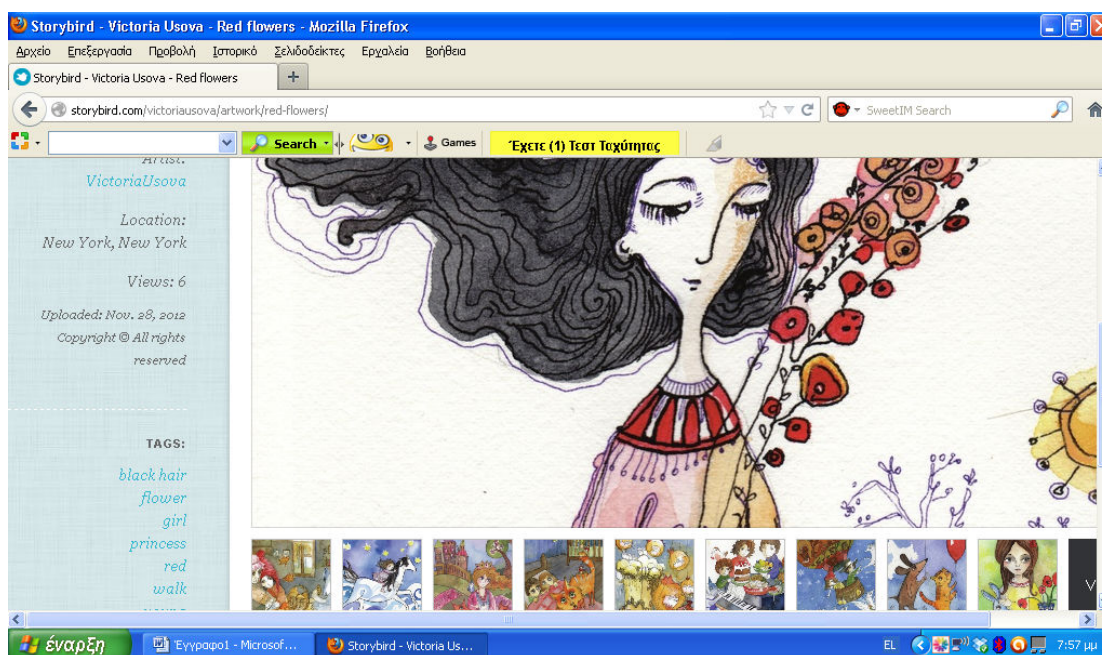 Storybird - Victoria Usova - Red flowers - Mozilla Firefox
Αρχείο Επεξεργασία Προβολή Ιστορικό Σελιδοδείκτες Εργαλεία Βοήθεια
Storybird - Victoria Usova - Red flowers +
storybird.com/victoriausova/artwork/red-flowers/ SweetIM Search
Search Games Έχετε (1) Τεστ Ταχύτητας
Artist:
VictoriaUsova
Location:
New York, New York
Views: 6
Uploaded: Nov. 28, 2012
Copyright © All rights
reserved
TAGS:
black hair
flower
girl
princess
red
walk
V
έναρξη Έγγραφο1 - Microsof... Storybird - Victoria Us... EL 7:57 μμ